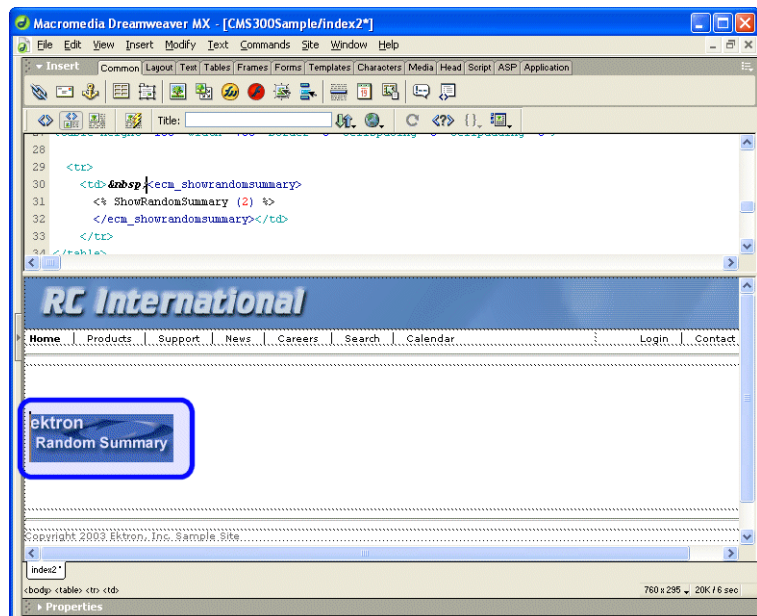 Macromedia Dreamweaver MX - [CMS300Sample/index2*]
File Edit View Insert Modify Text Commands Site Window Help
Insert Common Layout Text Tables Frames Forms Templates Characters Media Head Script ASP Application
Title:
28
29 <tr>
30 <td>&nbsp;<ecm_showrandomsummary>
31 <% ShowRandomSummary (2) %>
32 </ecm_showrandomsummary></td>
33 </tr>
34 </table>
RC International
Home | Products | Support | News | Careers | Search | Calendar Login | Contact
ektron
Random Summary
Copyright 2003 Ektron, Inc. Sample Site
index2*
<body> <table> <tr> <td> 760 x 295 20K / 6 sec
Properties